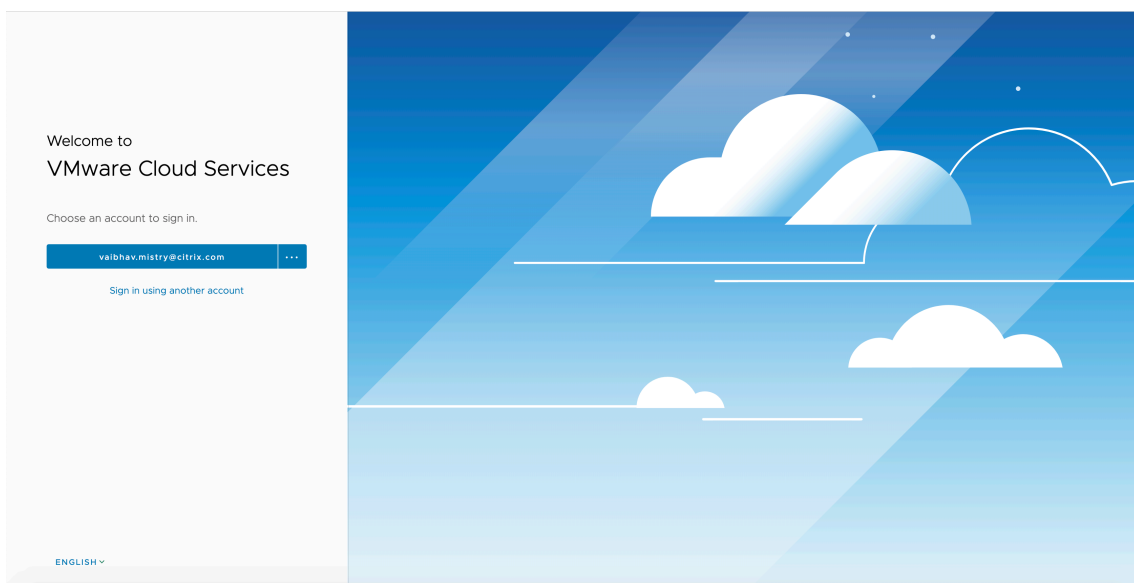 Welcome to
VMware Cloud Services
Choose an account to sign in.
vaibhav.mistry@citrix.com
Sign in using another account
ENGLISH